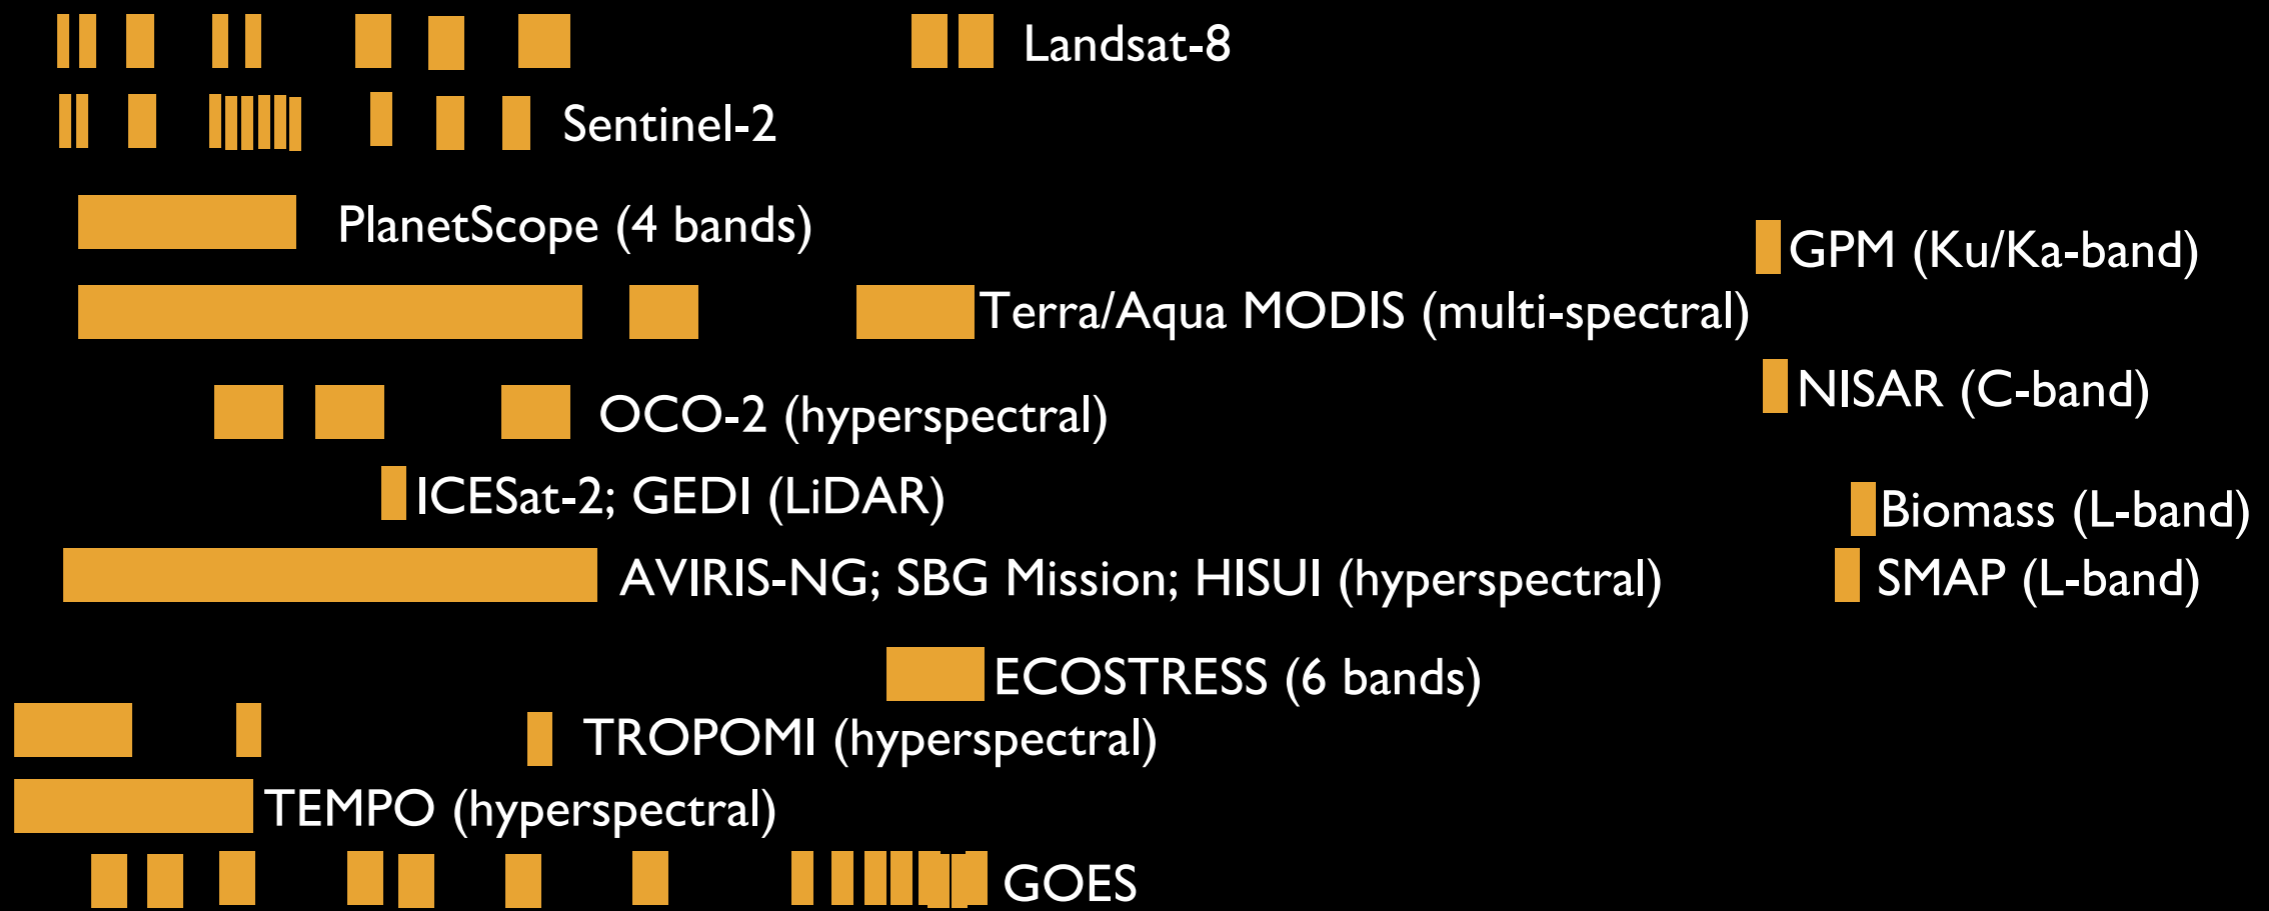 Landsat-8
Sentinel-2
PlanetScope (4 bands)
GPM (Ku/Ka-band)
Terra/Aqua MODIS (multi-spectral)
NISAR (C-band)
OCO-2 (hyperspectral)
ICESat-2; GEDI (LiDAR)
Biomass (L-band)
AVIRIS-NG; SBG Mission; HISUI (hyperspectral)
SMAP (L-band)
ECOSTRESS (6 bands)
TROPOMI (hyperspectral)
TEMPO (hyperspectral)
GOES